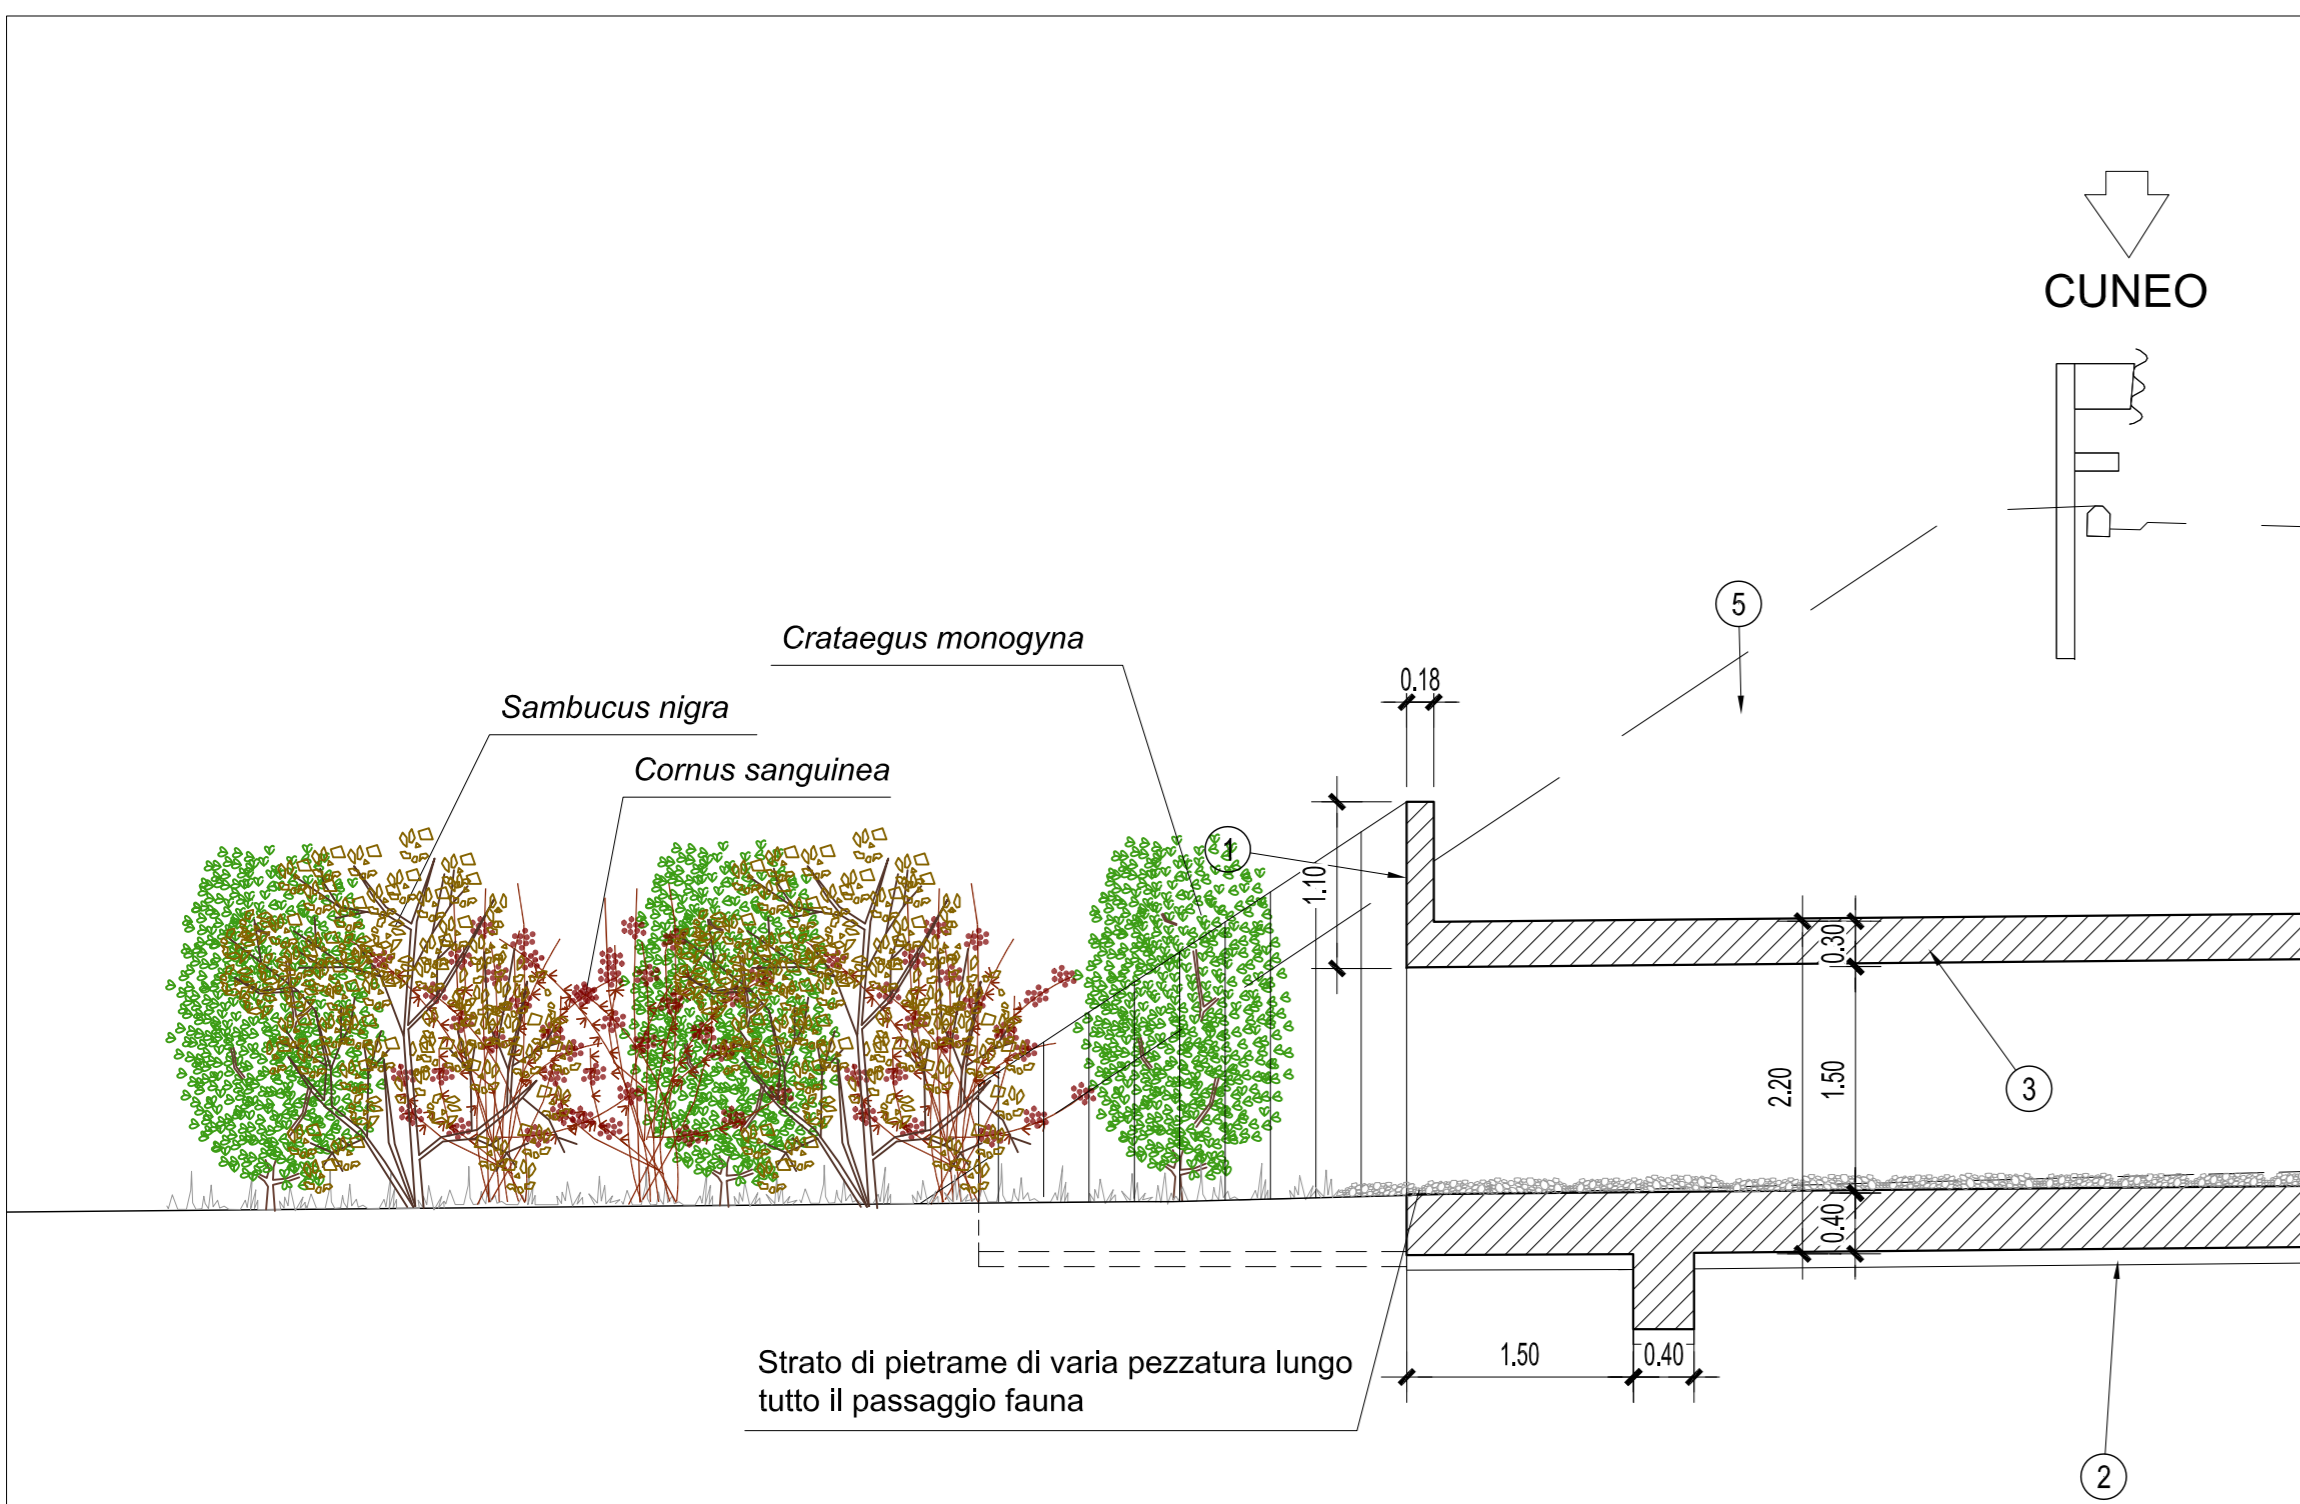 CUNEO
5
Crataegus monogyna
0.18
Sambucus nigra
Cornus sanguinea
1
1.10
0.30
3
2.20
1.50
0.40
Strato di pietrame di varia pezzatura lungo
tutto il passaggio fauna
1.50
0.40
2